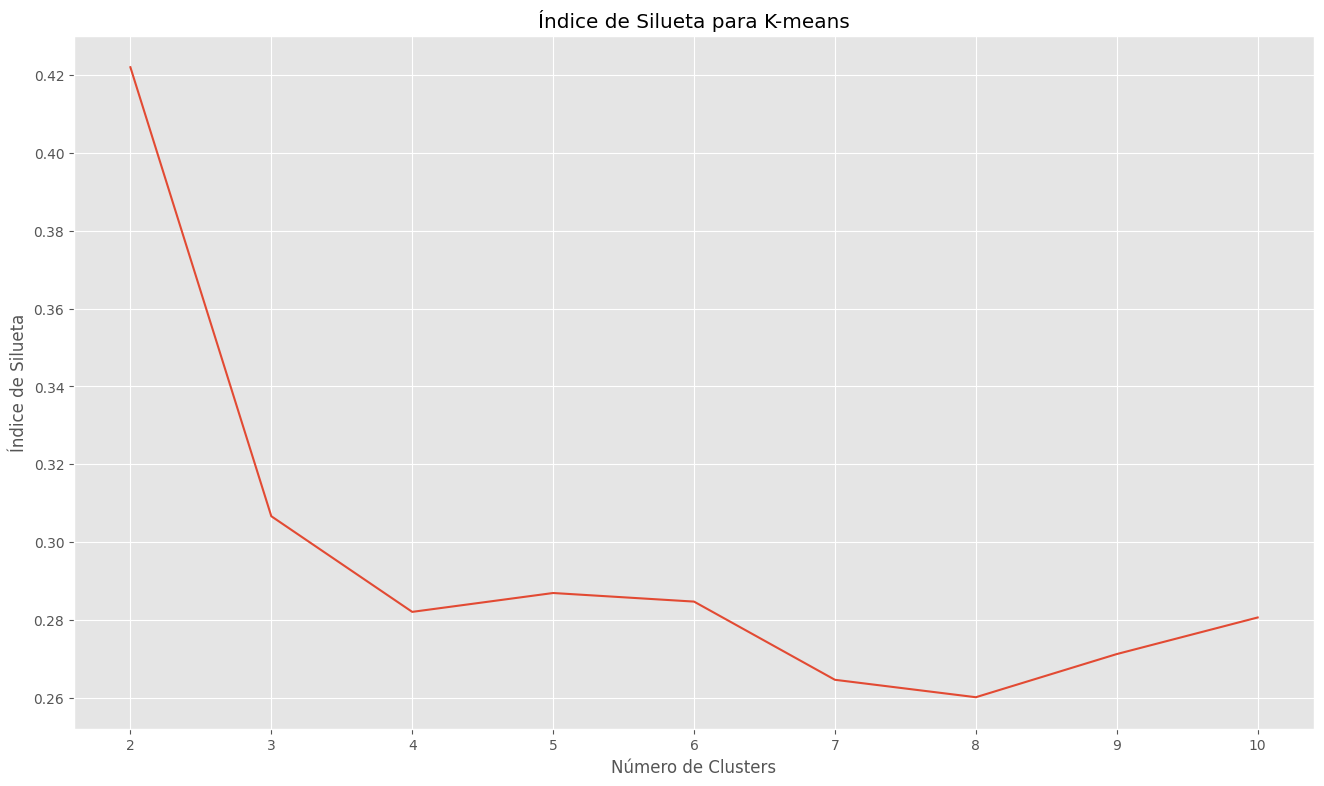 Índice de Silueta para K-means
Índice de Silueta
0.42
0.40
0.38
0.36
0.34
0.32
0.30
0.28
0.26
2 3 4 5 6 7 8 9 10
Número de Clusters